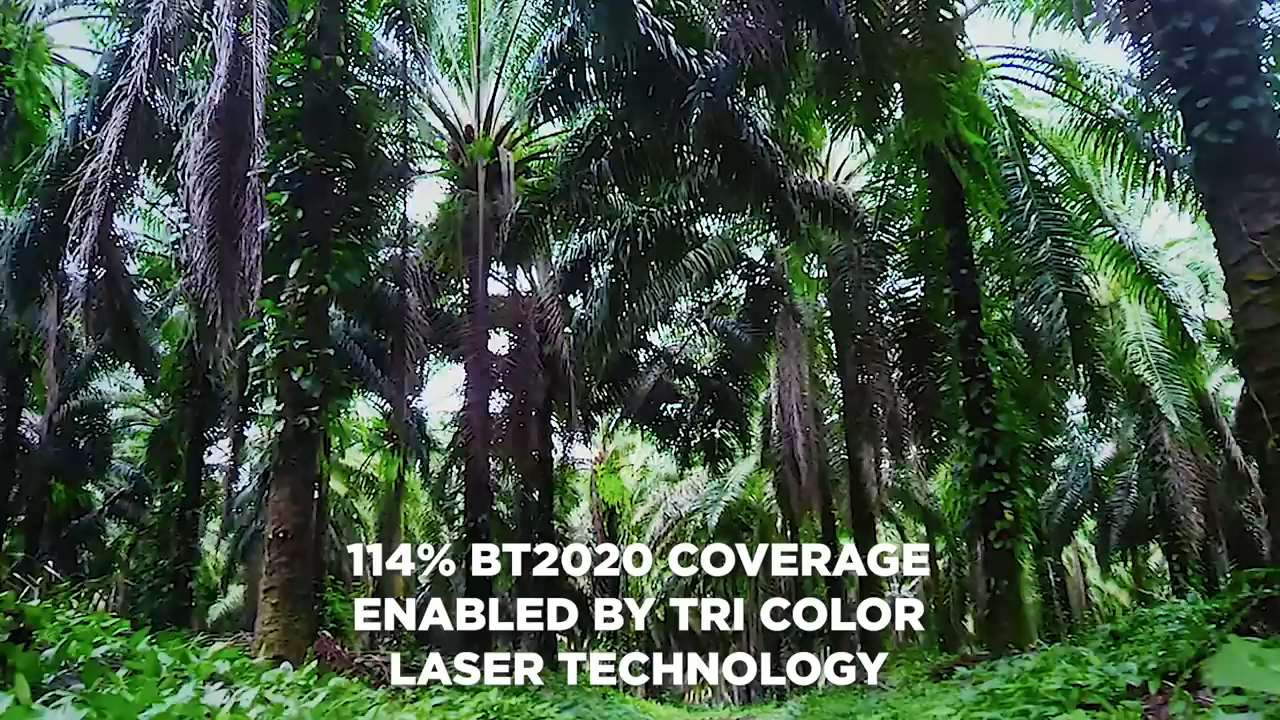 114% BT2020 COVERAGE
ENABLED BY TRI COLOR
LASER TECHNOLOGY